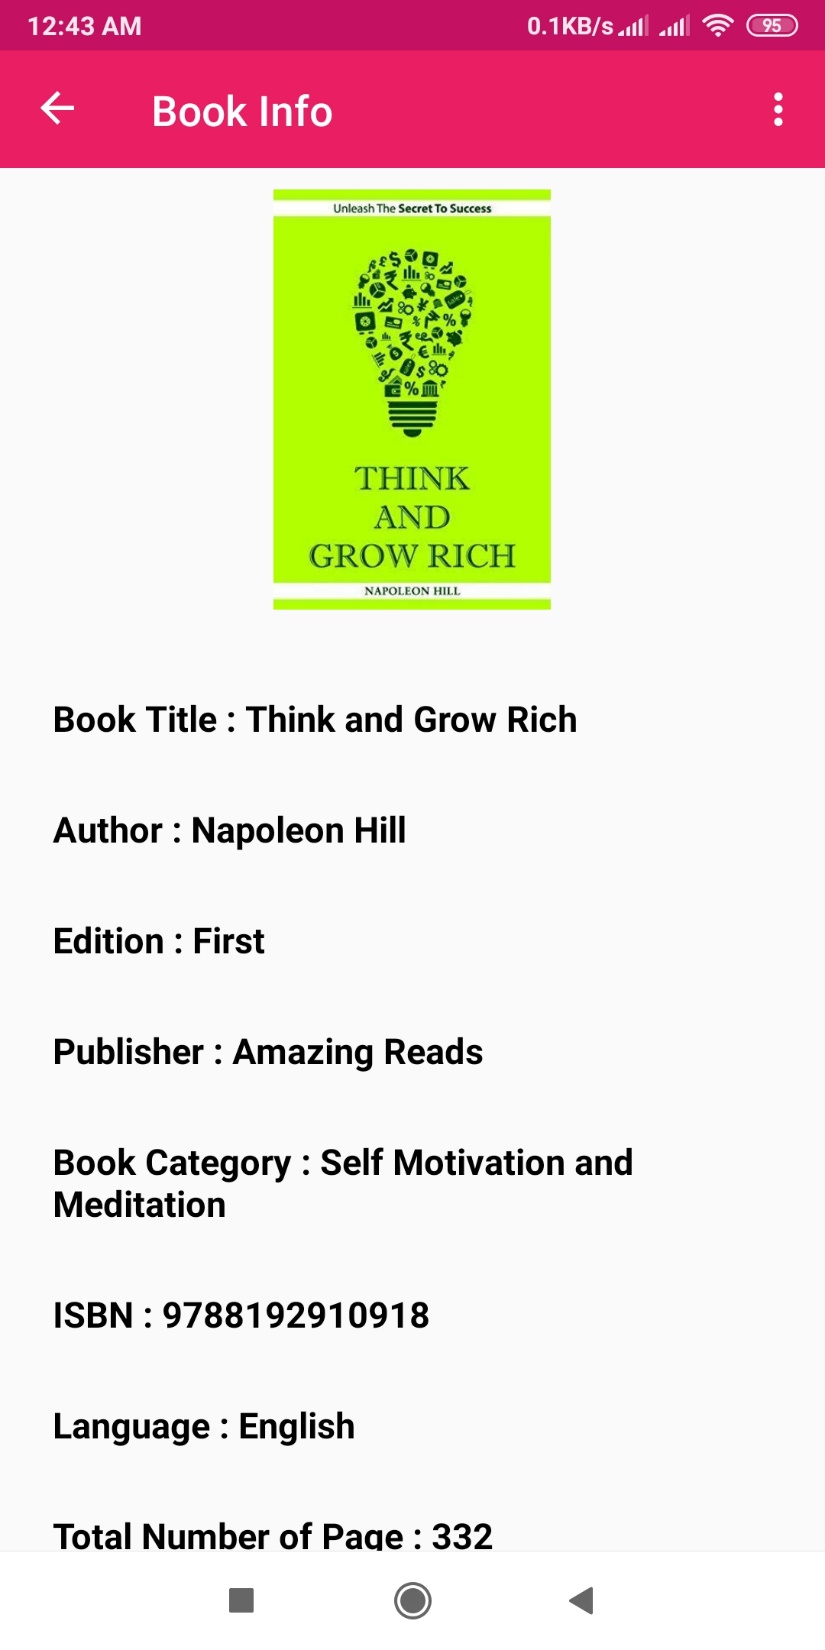 12:43 AM
0.1KB/s
95
Book Info
Unleash The Secret To Success
THINK
AND
GROW RICH
NAPOLEON HILL
Book Title : Think and Grow Rich
Author : Napoleon Hill
Edition : First
Publisher : Amazing Reads
Book Category : Self Motivation and
Meditation
ISBN : 9788192910918
Language : English
Total Number of Page : 332